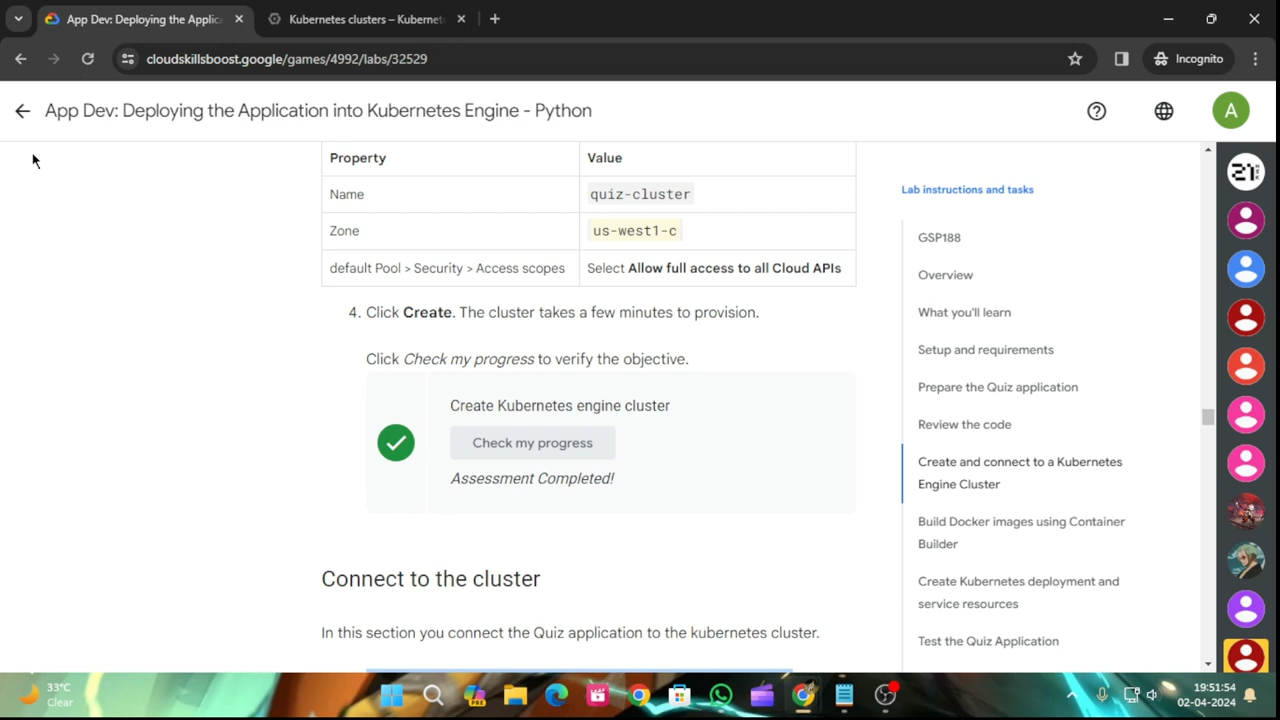 App Dev: Deploying the Applica
Kubernetes clusters – Kubernet
cloudskillsboost.google/games/4992/labs/32529
Incognito
App Dev: Deploying the Application into Kubernetes Engine - Python
A
Property Value
Name quiz-cluster
Zone us-west1-c
default Pool > Security > Access scopes Select Allow full access to all Cloud APIs
4. Click Create. The cluster takes a few minutes to provision.
Click Check my progress to verify the objective.
Create Kubernetes engine cluster
Check my progress
Assessment Completed!
Connect to the cluster
In this section you connect the Quiz application to the kubernetes cluster.
Lab instructions and tasks
GSP188
Overview
What you'll learn
Setup and requirements
Prepare the Quiz application
Review the code
Create and connect to a Kubernetes
Engine Cluster
Build Docker images using Container
Builder
Create Kubernetes deployment and
service resources
Test the Quiz Application
21
33°C
Clear
PRE
19:51:54
02-04-2024